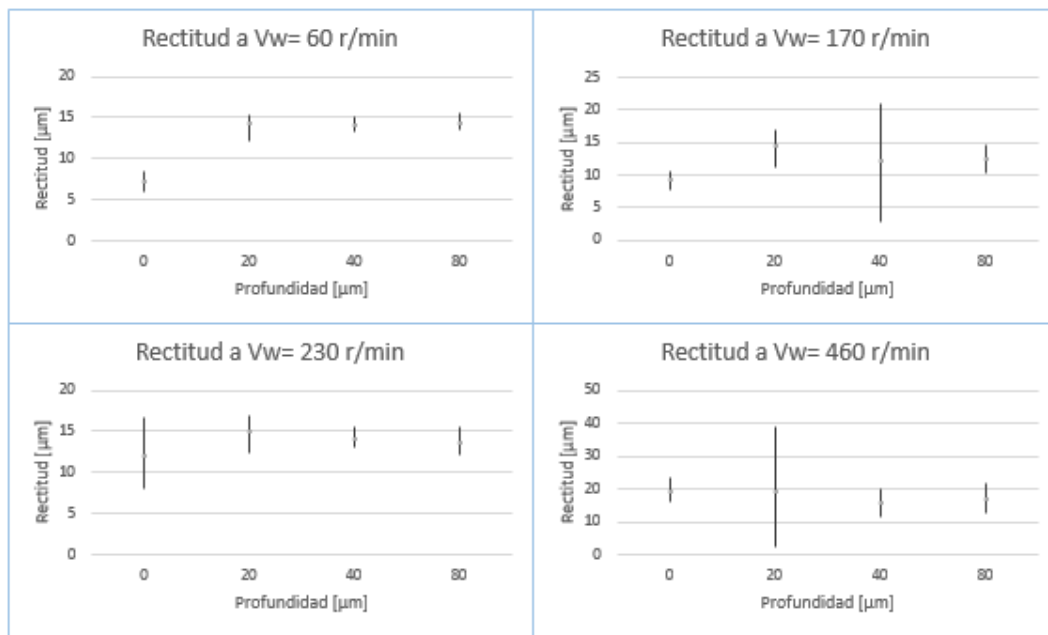 Rectitud a Vw= 60 r/min
20
15
10
5
0
Rectitud [μm]
0 20 40 80
Profundidad [μm]
Rectitud a Vw= 170 r/min
25
20
15
10
5
0
Rectitud [μm]
0 20 40 80
Profundidad [μm]
Rectitud a Vw= 230 r/min
20
15
10
5
0
Rectitud [μm]
0 20 40 80
Profundidad [μm]
Rectitud a Vw= 460 r/min
50
40
30
20
10
0
Rectitud [μm]
0 20 40 80
Profundidad [μm]